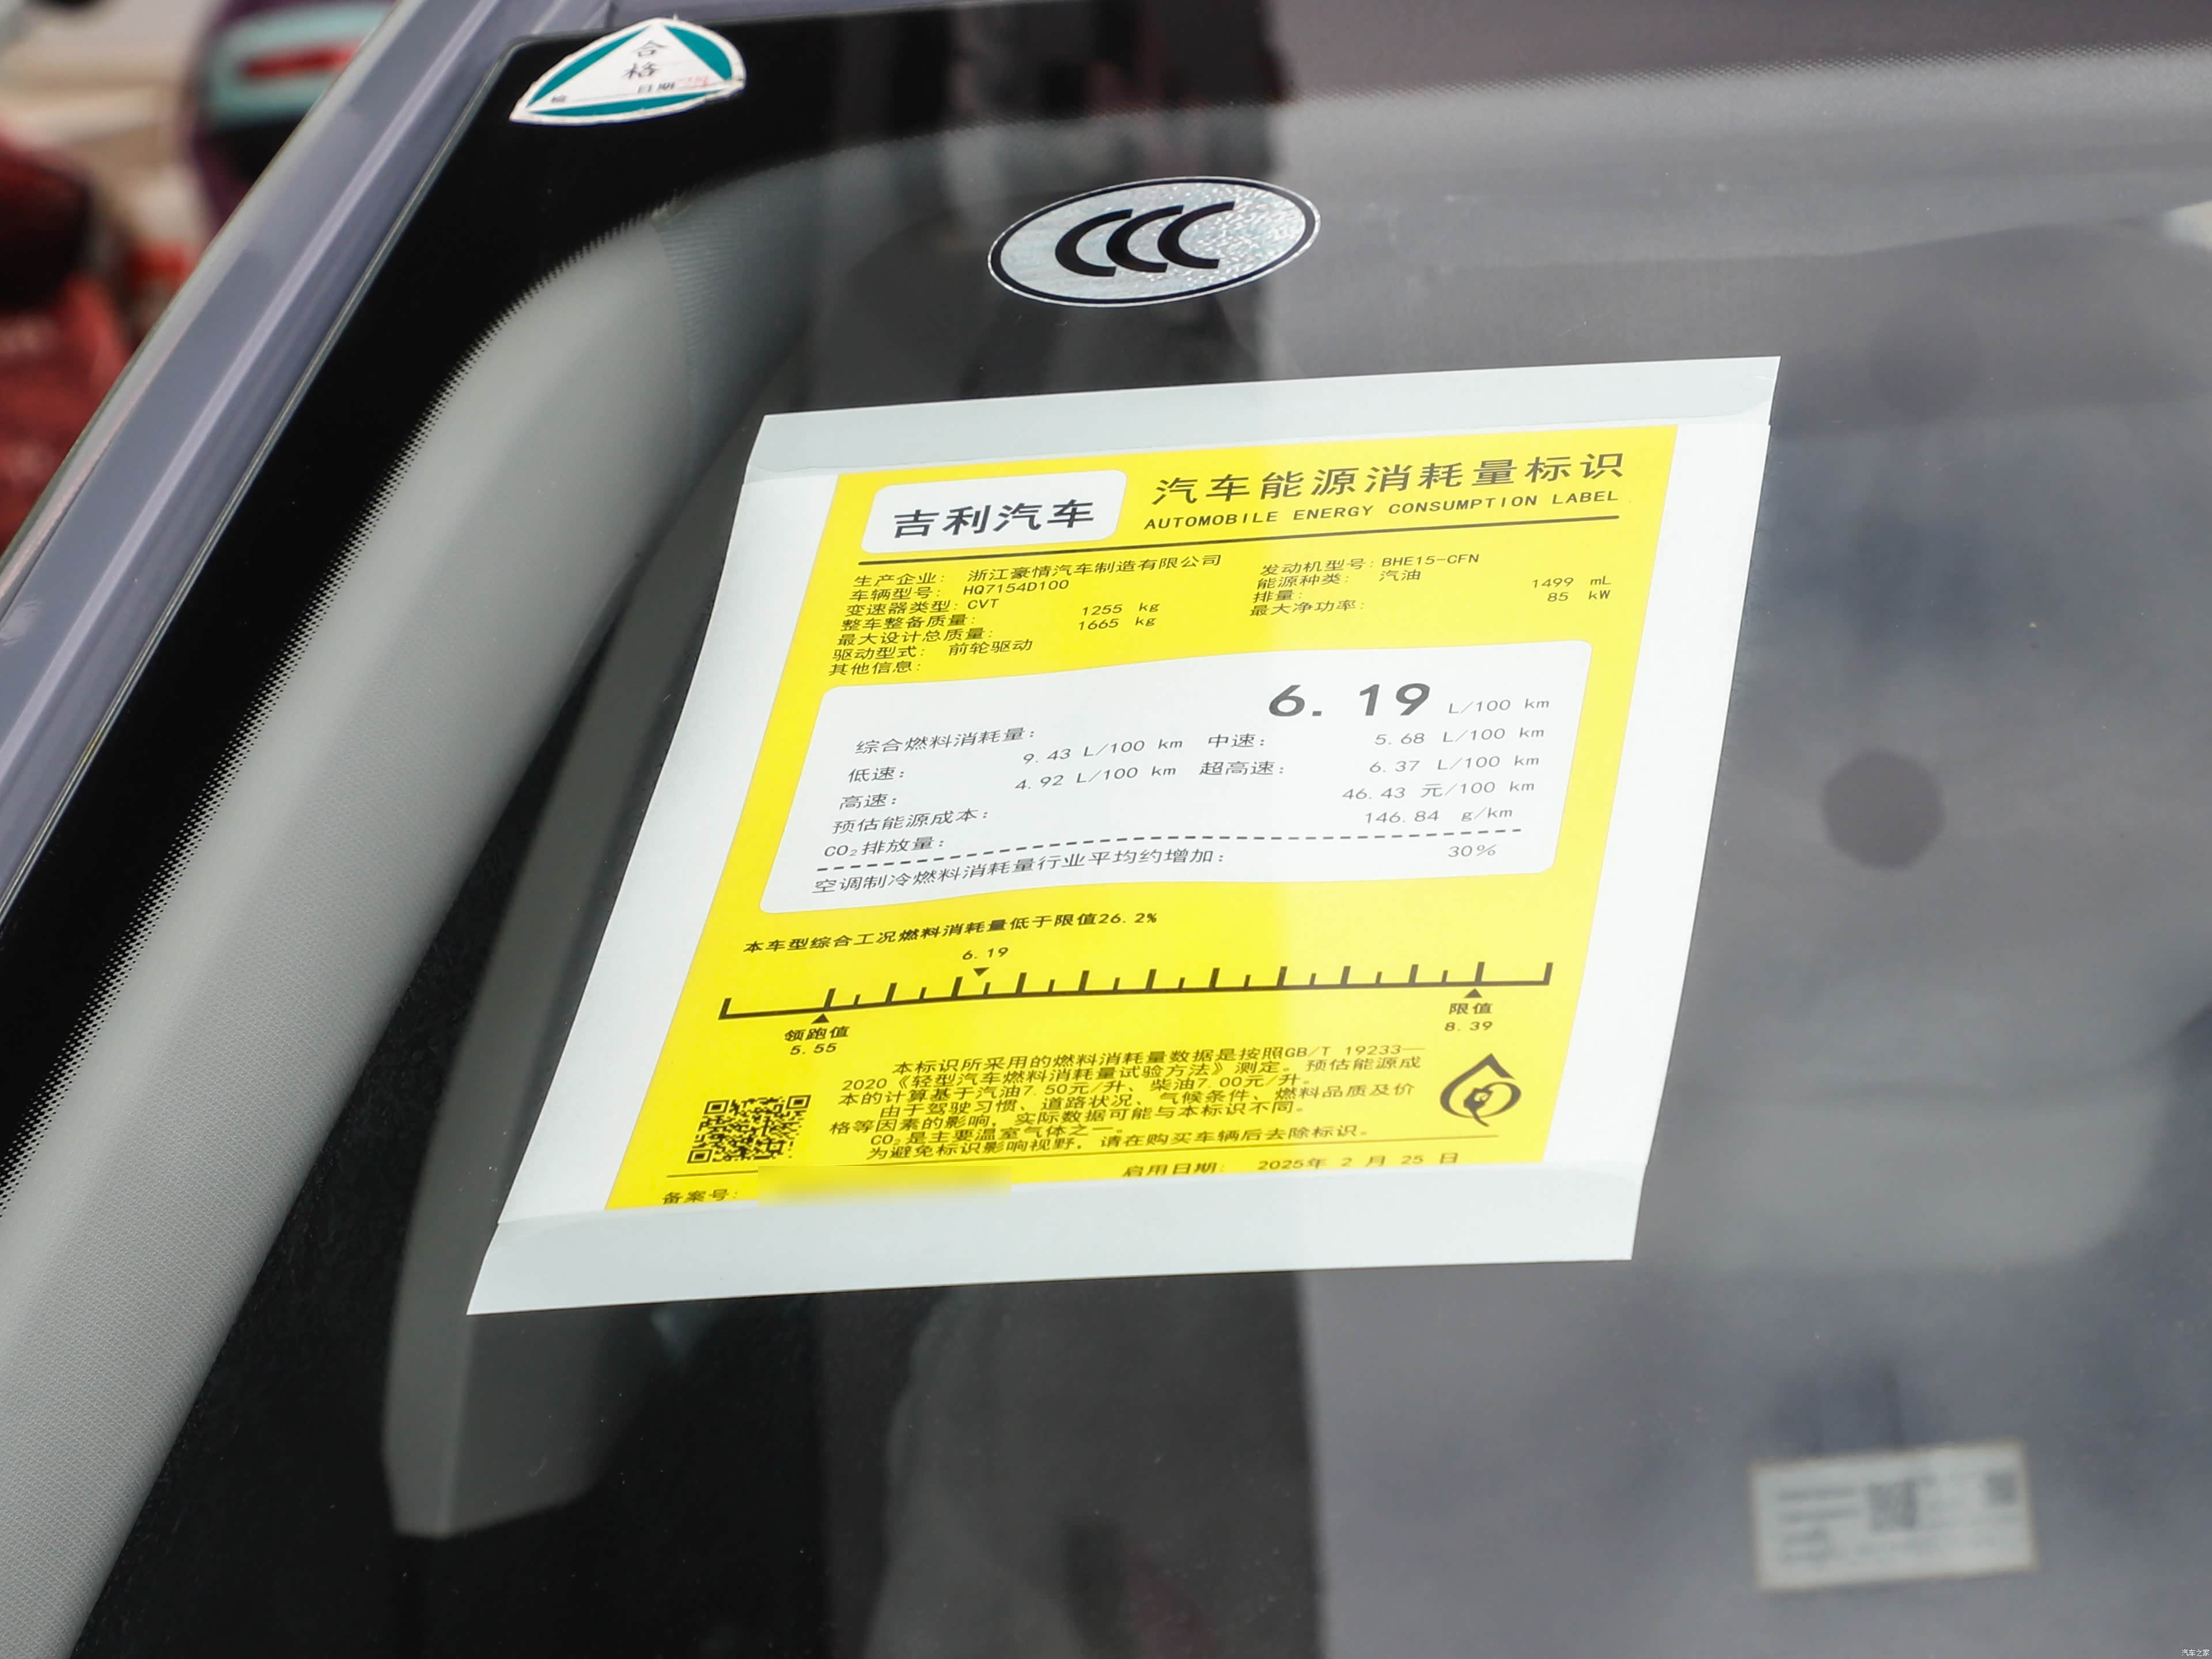 合
格
检 日期
CCC
吉利汽车
汽车能源消耗量标识
AUTOMOBILE ENERGY CONSUMPTION LABEL
生产企业: 浙江豪情汽车制造有限公司
车辆型号: HQ7154D100
变速器类型: CVT
整车整备质量: 1255 kg
最大设计总质量: 1665 kg
驱动型式: 前轮驱动
其他信息:
发动机型号: BHE15-CFN
能源种类: 汽油
排量: 1499 mL
最大净功率: 85 kW
综合燃料消耗量: 6.19 L/100 km
低速: 9.43 L/100 km 中速: 5.68 L/100 km
高速: 4.92 L/100 km 超高速: 6.37 L/100 km
预估能源成本: 46.43 元/100 km
CO₂排放量: 146.84 g/km
空调制冷燃料消耗量行业平均约增加: 30%
本车型综合工况燃料消耗量低于限值26.2%
6.19
领跑值
5.55
限值
8.39
本标识所采用的燃料消耗量数据是按照GB/T 19233—
2020《轻型汽车燃料消耗量试验方法》测定。预估能源成
本的计算基于汽油7.50元/升、柴油7.00元/升。
由于驾驶习惯、道路状况、气候条件、燃料品质及价
格等因素的影响，实际数据可能与本标识不同。
CO₂是主要温室气体之一。
为避免标识影响视野，请在购买车辆后去除标识。
备案号: 启用日期: 2025年 2 月 25 日
汽车之家